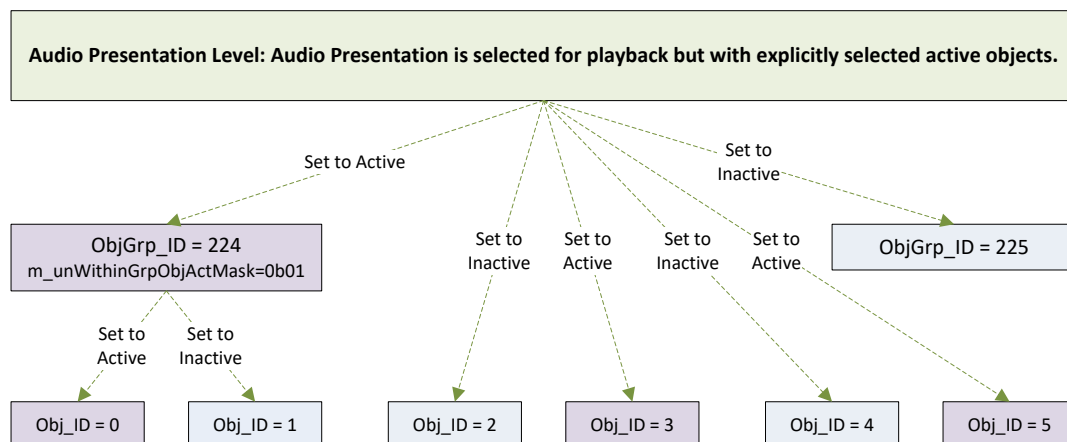 Audio Presentation Level: Audio Presentation is selected for playback but with explicitly selected active objects.
Set to Active
Set to
Inactive
ObjGrp_ID = 224
m_unWithinGrpObjActMask=0b01
Set to
Inactive
Set to
Active
Set to
Inactive
Set to
Active
ObjGrp_ID = 225
Set to
Active
Set to
Inactive
Obj_ID = 0
Obj_ID = 1
Obj_ID = 2
Obj_ID = 3
Obj_ID = 4
Obj_ID = 5